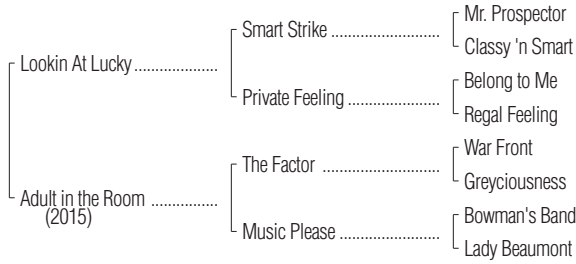 Mr. Prospector
Smart Strike ....................
Classy 'n Smart
Lookin At Lucky ...............
Belong to Me
Private Feeling .................
Regal Feeling
War Front
The Factor ......................
Greyciousness
Adult in the Room ............
(2015)
Bowman's Band
Music Please ..................
Lady Beaumont